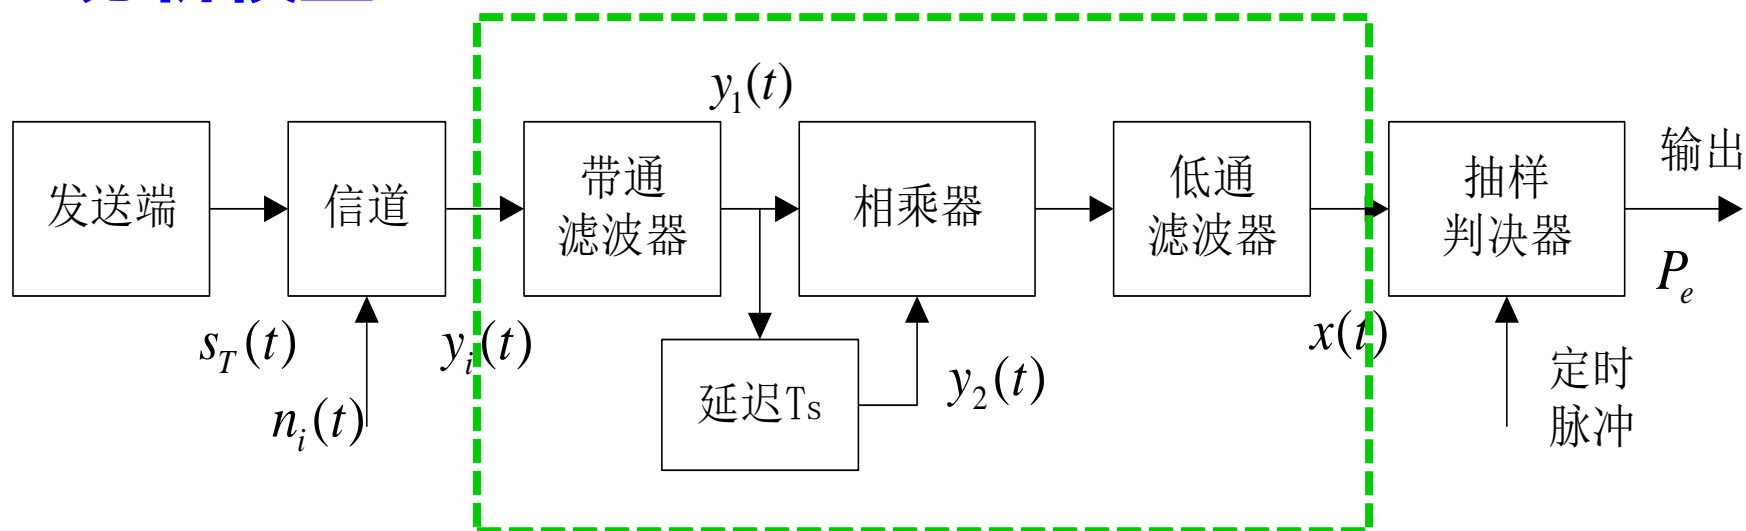 y₁(t)
发送端
信道
带通
滤波器
相乘器
低通
滤波器
抽样
判决器
输出
Pₑ
s_T(t)
yᵢ(t)
nᵢ(t)
延迟Ts
y₂(t)
x(t)
定时
脉冲